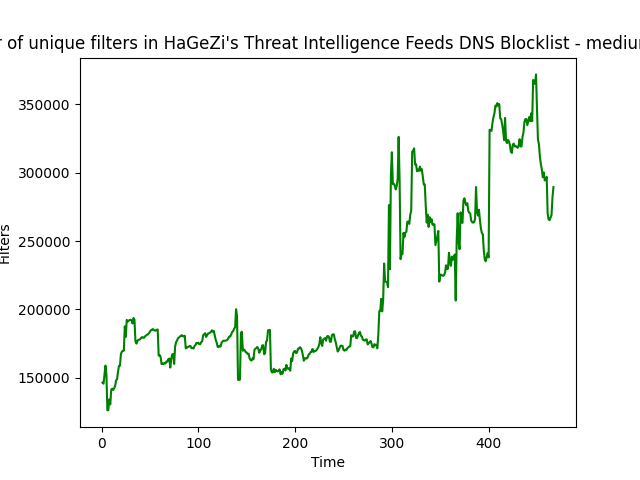 r of unique filters in HaGeZi's Threat Intelligence Feeds DNS Blocklist - mediu
350000
300000
250000
200000
150000
Filters
0 100 200 300 400
Time